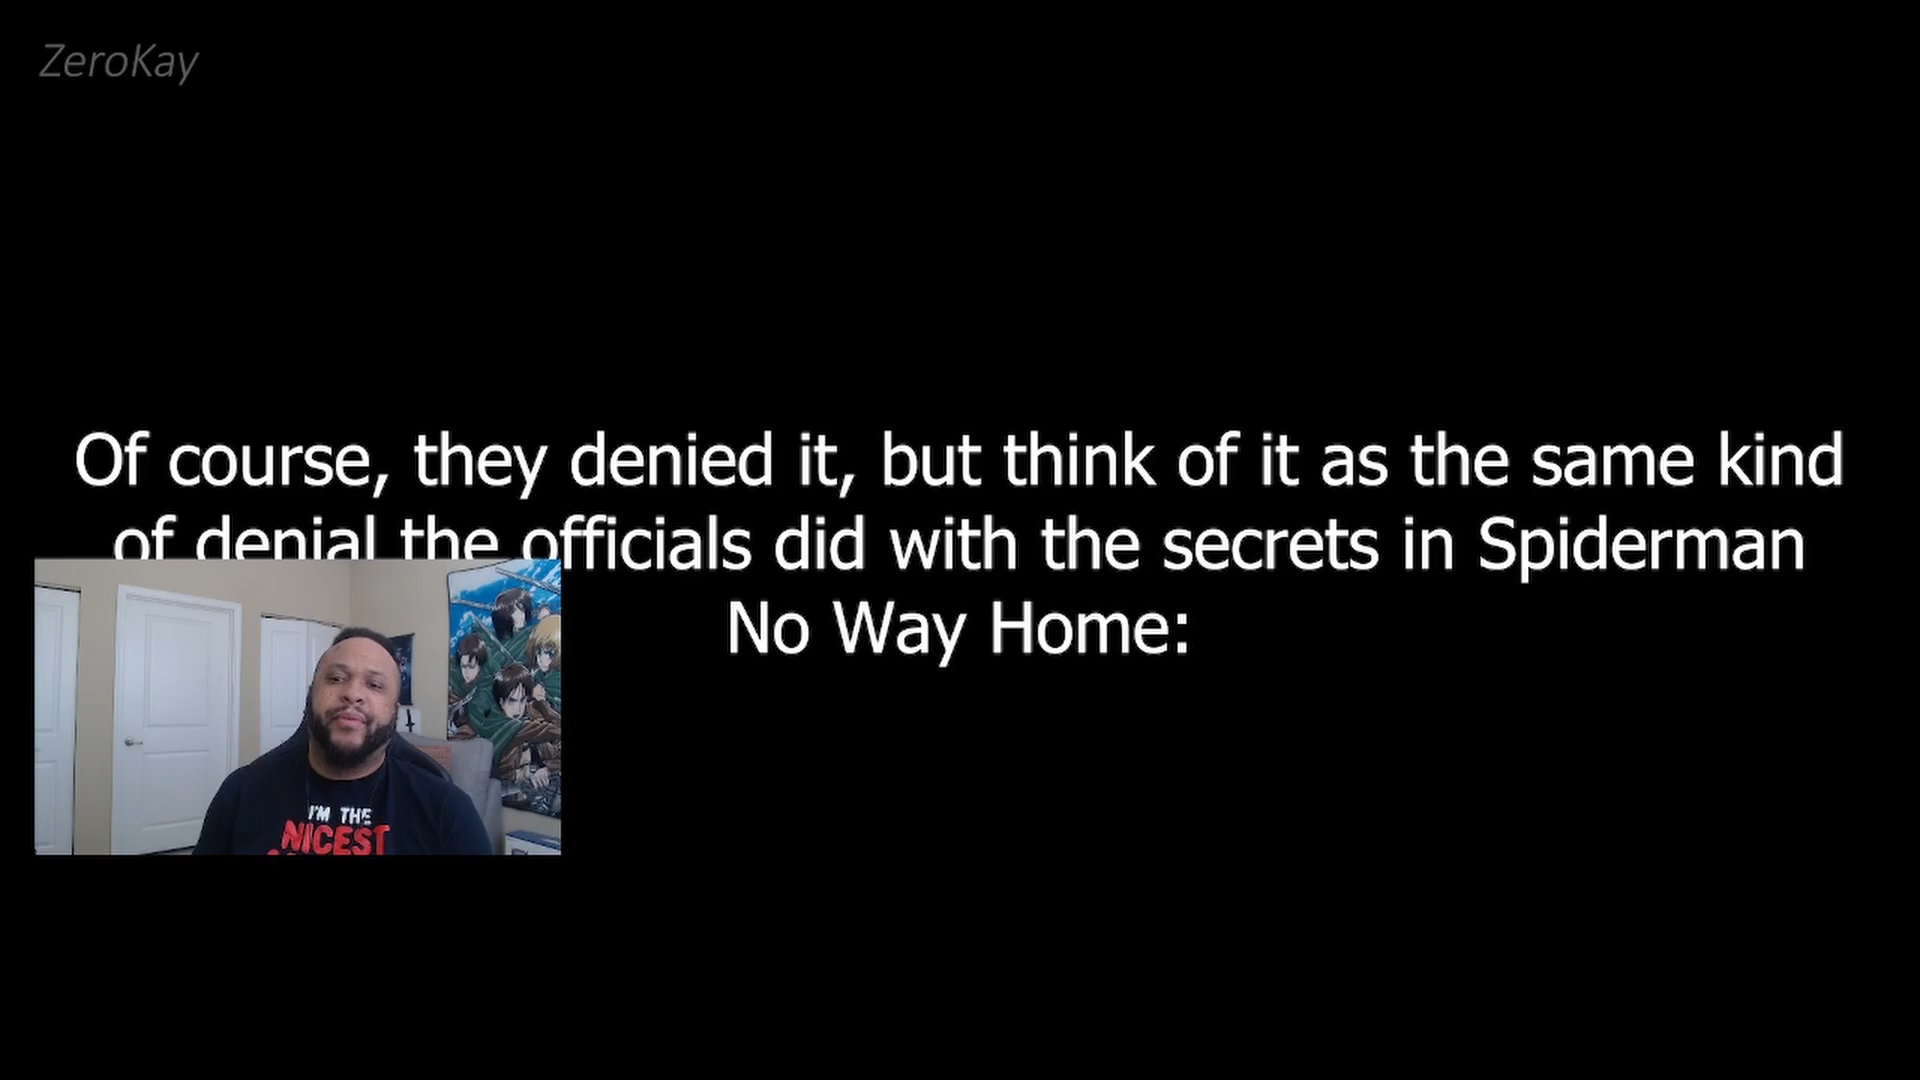 ZeroKay
Of course, they denied it, but think of it as the same kind
of denial the officials did with the secrets in Spiderman
No Way Home:
I'M THE
NICEST